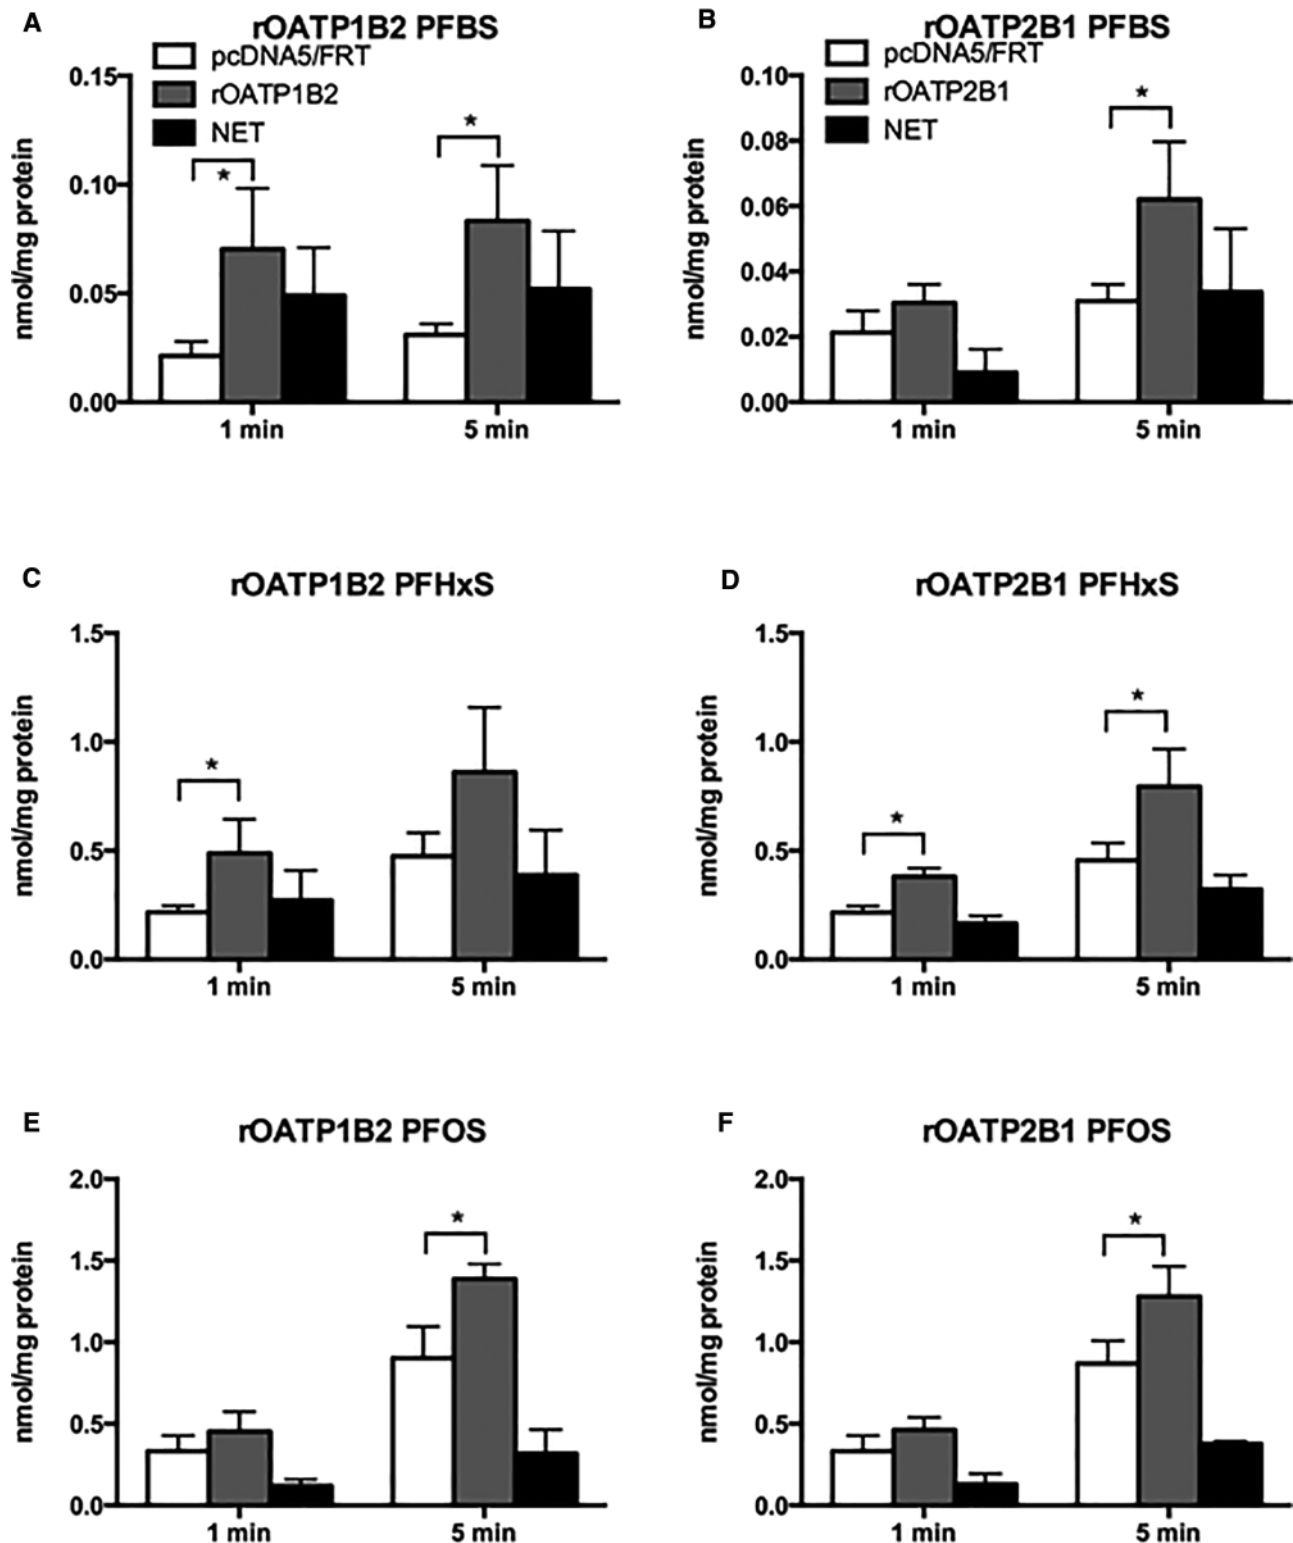 A
rOATP1B2 PFBS
pcDNA5/FRT
rOATP1B2
NET
nmol/mg protein
0.15
0.10
0.05
0.00
*
*
1 min
5 min
B
rOATP2B1 PFBS
pcDNA5/FRT
rOATP2B1
NET
nmol/mg protein
0.10
0.08
0.06
0.04
0.02
0.00
*
1 min
5 min
C
rOATP1B2 PFHxS
nmol/mg protein
1.5
1.0
0.5
0.0
*
1 min
5 min
D
rOATP2B1 PFHxS
nmol/mg protein
1.5
1.0
0.5
0.0
*
*
1 min
5 min
E
rOATP1B2 PFOS
nmol/mg protein
2.0
1.5
1.0
0.5
0.0
*
1 min
5 min
F
rOATP2B1 PFOS
nmol/mg protein
2.0
1.5
1.0
0.5
0.0
*
1 min
5 min